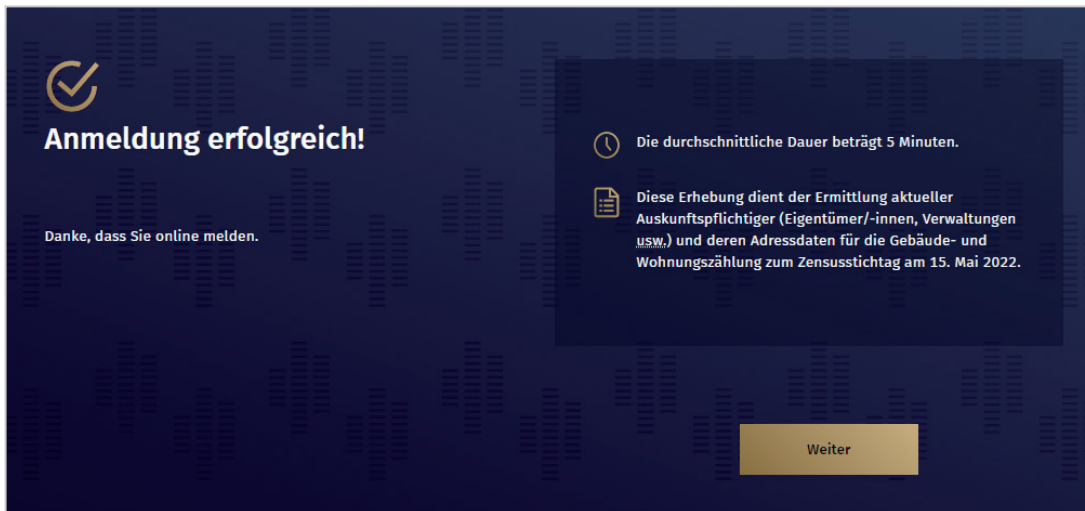 Anmeldung erfolgreich!
Danke, dass Sie online melden.
Die durchschnittliche Dauer beträgt 5 Minuten.
Diese Erhebung dient der Ermittlung aktueller
Auskunftspflichtiger (Eigentümer/-innen, Verwaltungen
usw.) und deren Adressdaten für die Gebäude- und
Wohnungszählung zum Zensusstichtag am 15. Mai 2022.
Weiter